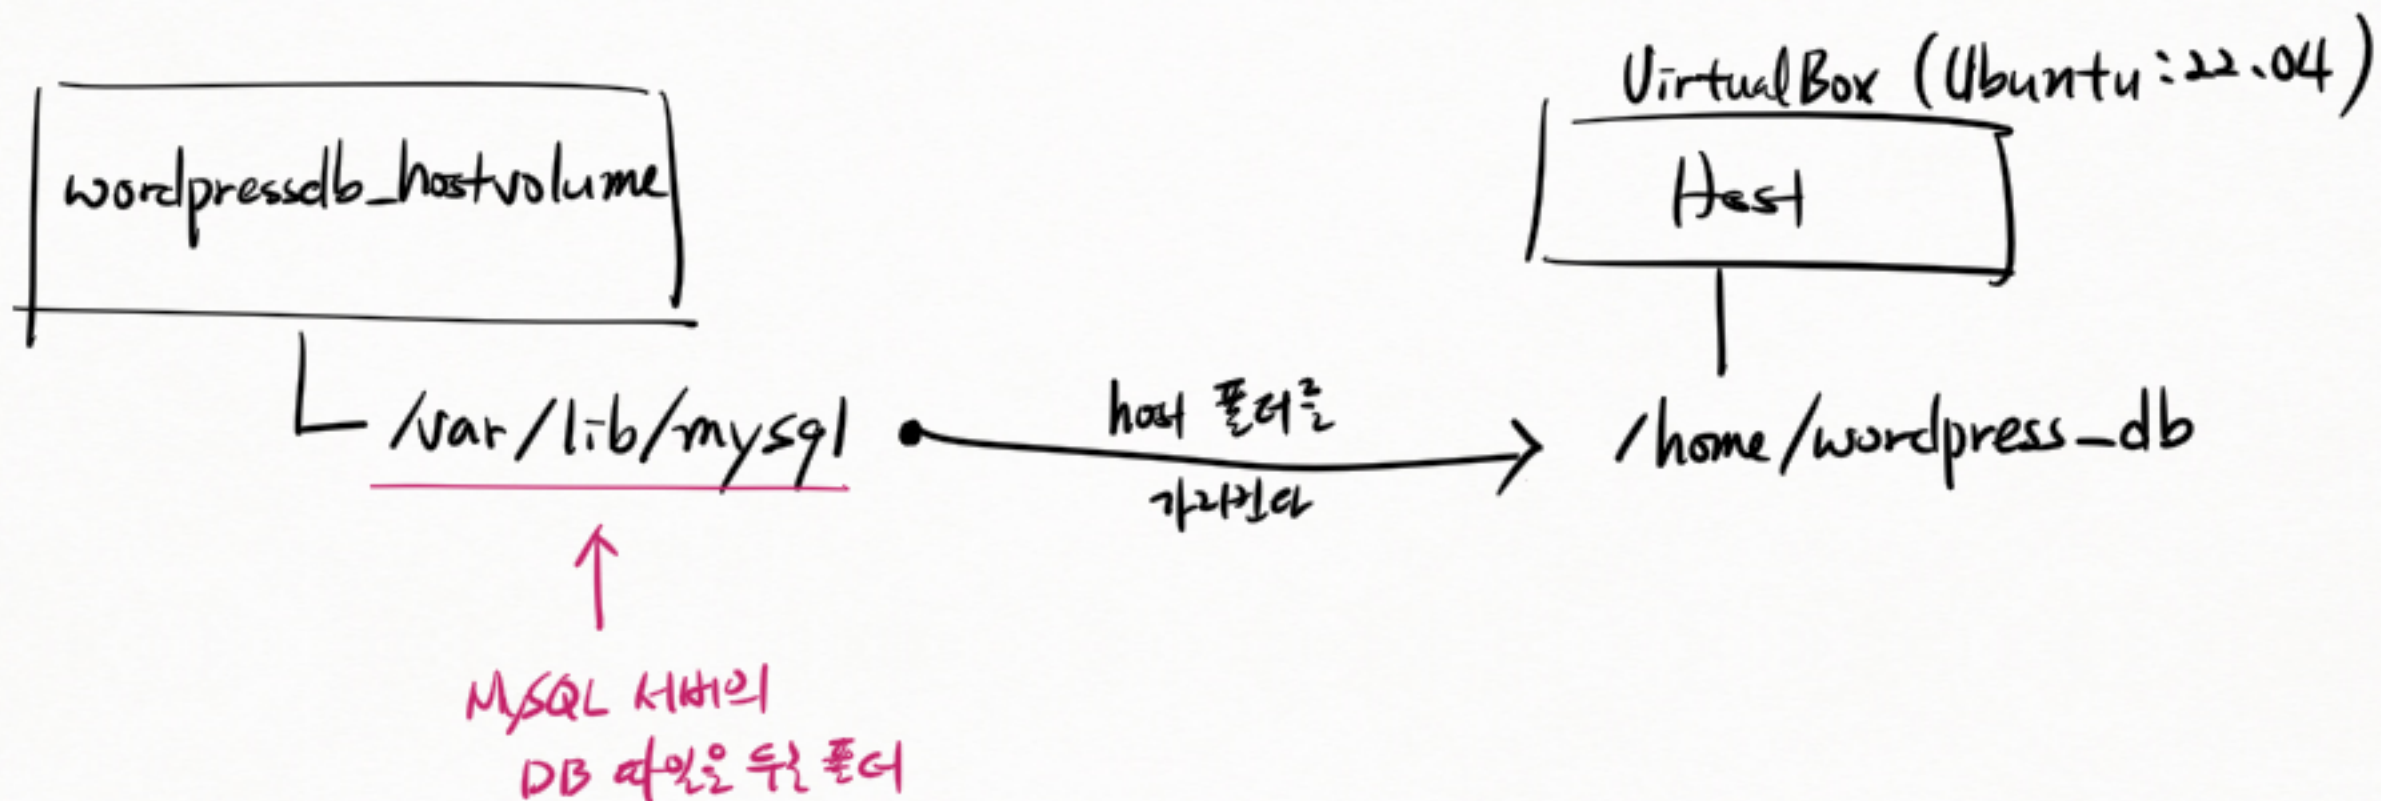 VirtualBox (Ubuntu:22.04)
wordpressdb_hostvolume
Host
/var/lib/mysql
host 폴더를
가리킨다
/home/wordpress_db
MySQL 서버의
DB 파일을 두는 폴더